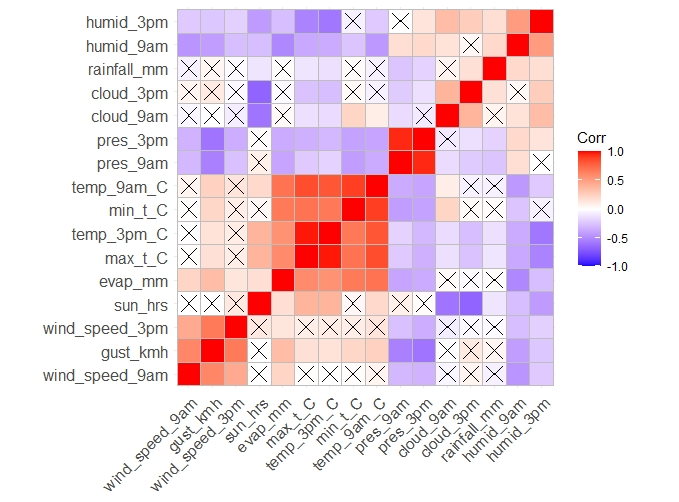 humid_3pm
humid_9am
rainfall_mm
cloud_3pm
cloud_9am
pres_3pm
pres_9am
temp_9am_C
min_t_C
temp_3pm_C
max_t_C
evap_mm
sun_hrs
wind_speed_3pm
gust_kmh
wind_speed_9am
wind_speed_9am
gust_kmh
wind_speed_3pm
sun_hrs
evap_mm
max_t_C
temp_3pm_C
min_t_C
temp_9am_C
pres_9am
pres_3pm
cloud_9am
cloud_3pm
rainfall_mm
humid_9am
humid_3pm
Corr
1.0
0.5
0.0
-0.5
-1.0